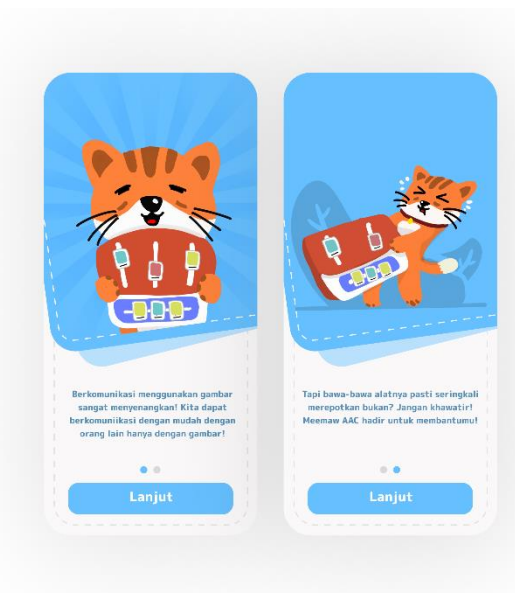 Berkomunikasi menggunakan gambar
sangat menyenangkan! Kita dapat
berkomuniikasi dengan mudah dengan
orang lain hanya dengan gambar!
Lanjut
Tapi bawa-bawa alatnya pasti seringkali
merepotkan bukan? Jangan khawatir!
Meemaw AAC hadir untuk membantumu!
Lanjut